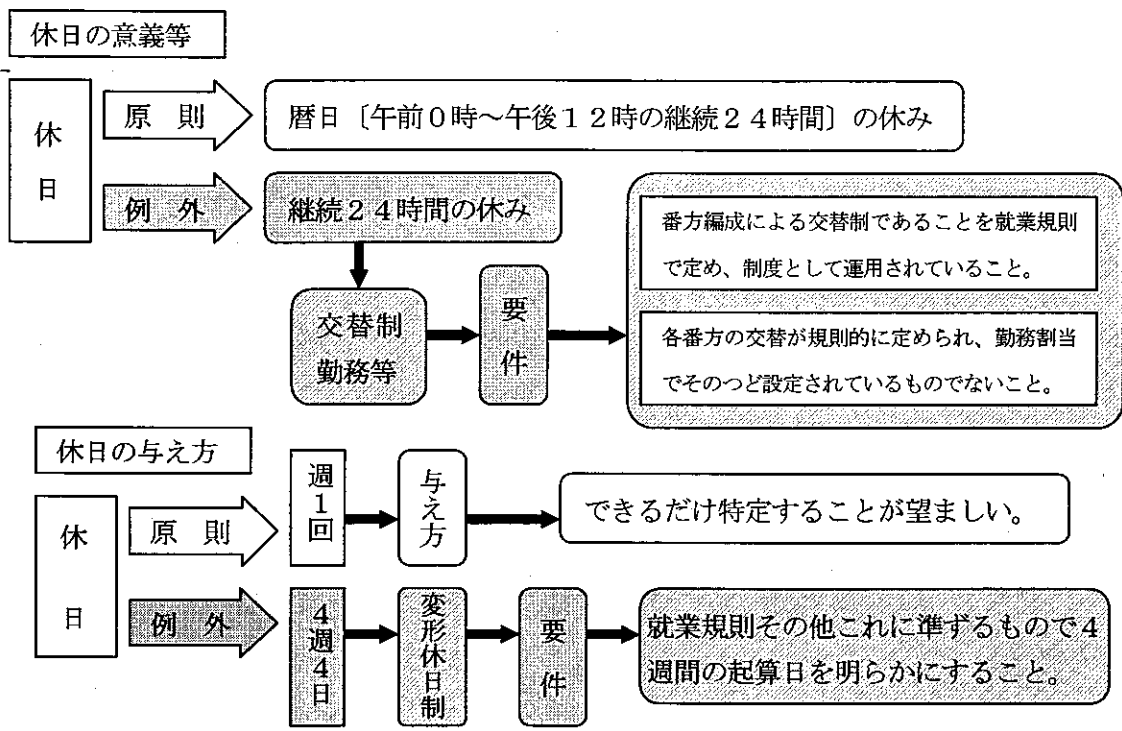 休日の意義等
休日
原 則
暦日〔午前０時～午後１２時の継続２４時間〕の休み
例 外
継続２４時間の休み
交替制
勤務等
要件
番方編成による交替制であることを就業規則
で定め、制度として運用されていること。
各番方の交替が規則的に定められ、勤務割当
でそのつど設定されているものでないこと。
休日の与え方
休日
原 則
週１回
与え方
できるだけ特定することが望ましい。
例 外
４週４日
変形休日制
要件
就業規則その他これに準ずるもので４
週間の起算日を明らかにすること。